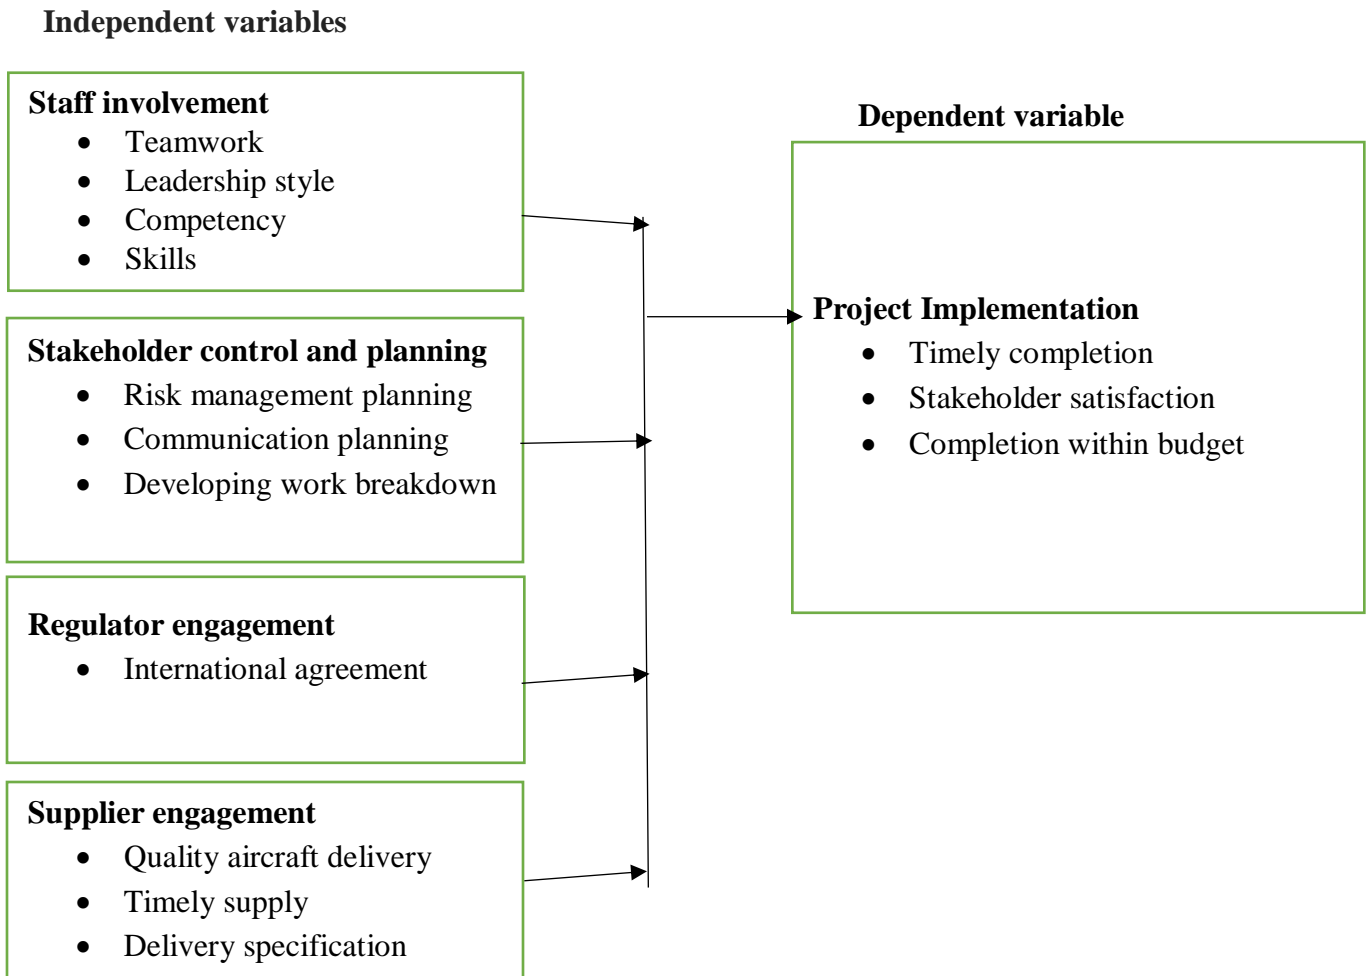 Independent variables
Staff involvement
• Teamwork
• Leadership style
• Competency
• Skills
Stakeholder control and planning
• Risk management planning
• Communication planning
• Developing work breakdown
Regulator engagement
• International agreement
Supplier engagement
• Quality aircraft delivery
• Timely supply
• Delivery specification
Dependent variable
Project Implementation
• Timely completion
• Stakeholder satisfaction
• Completion within budget